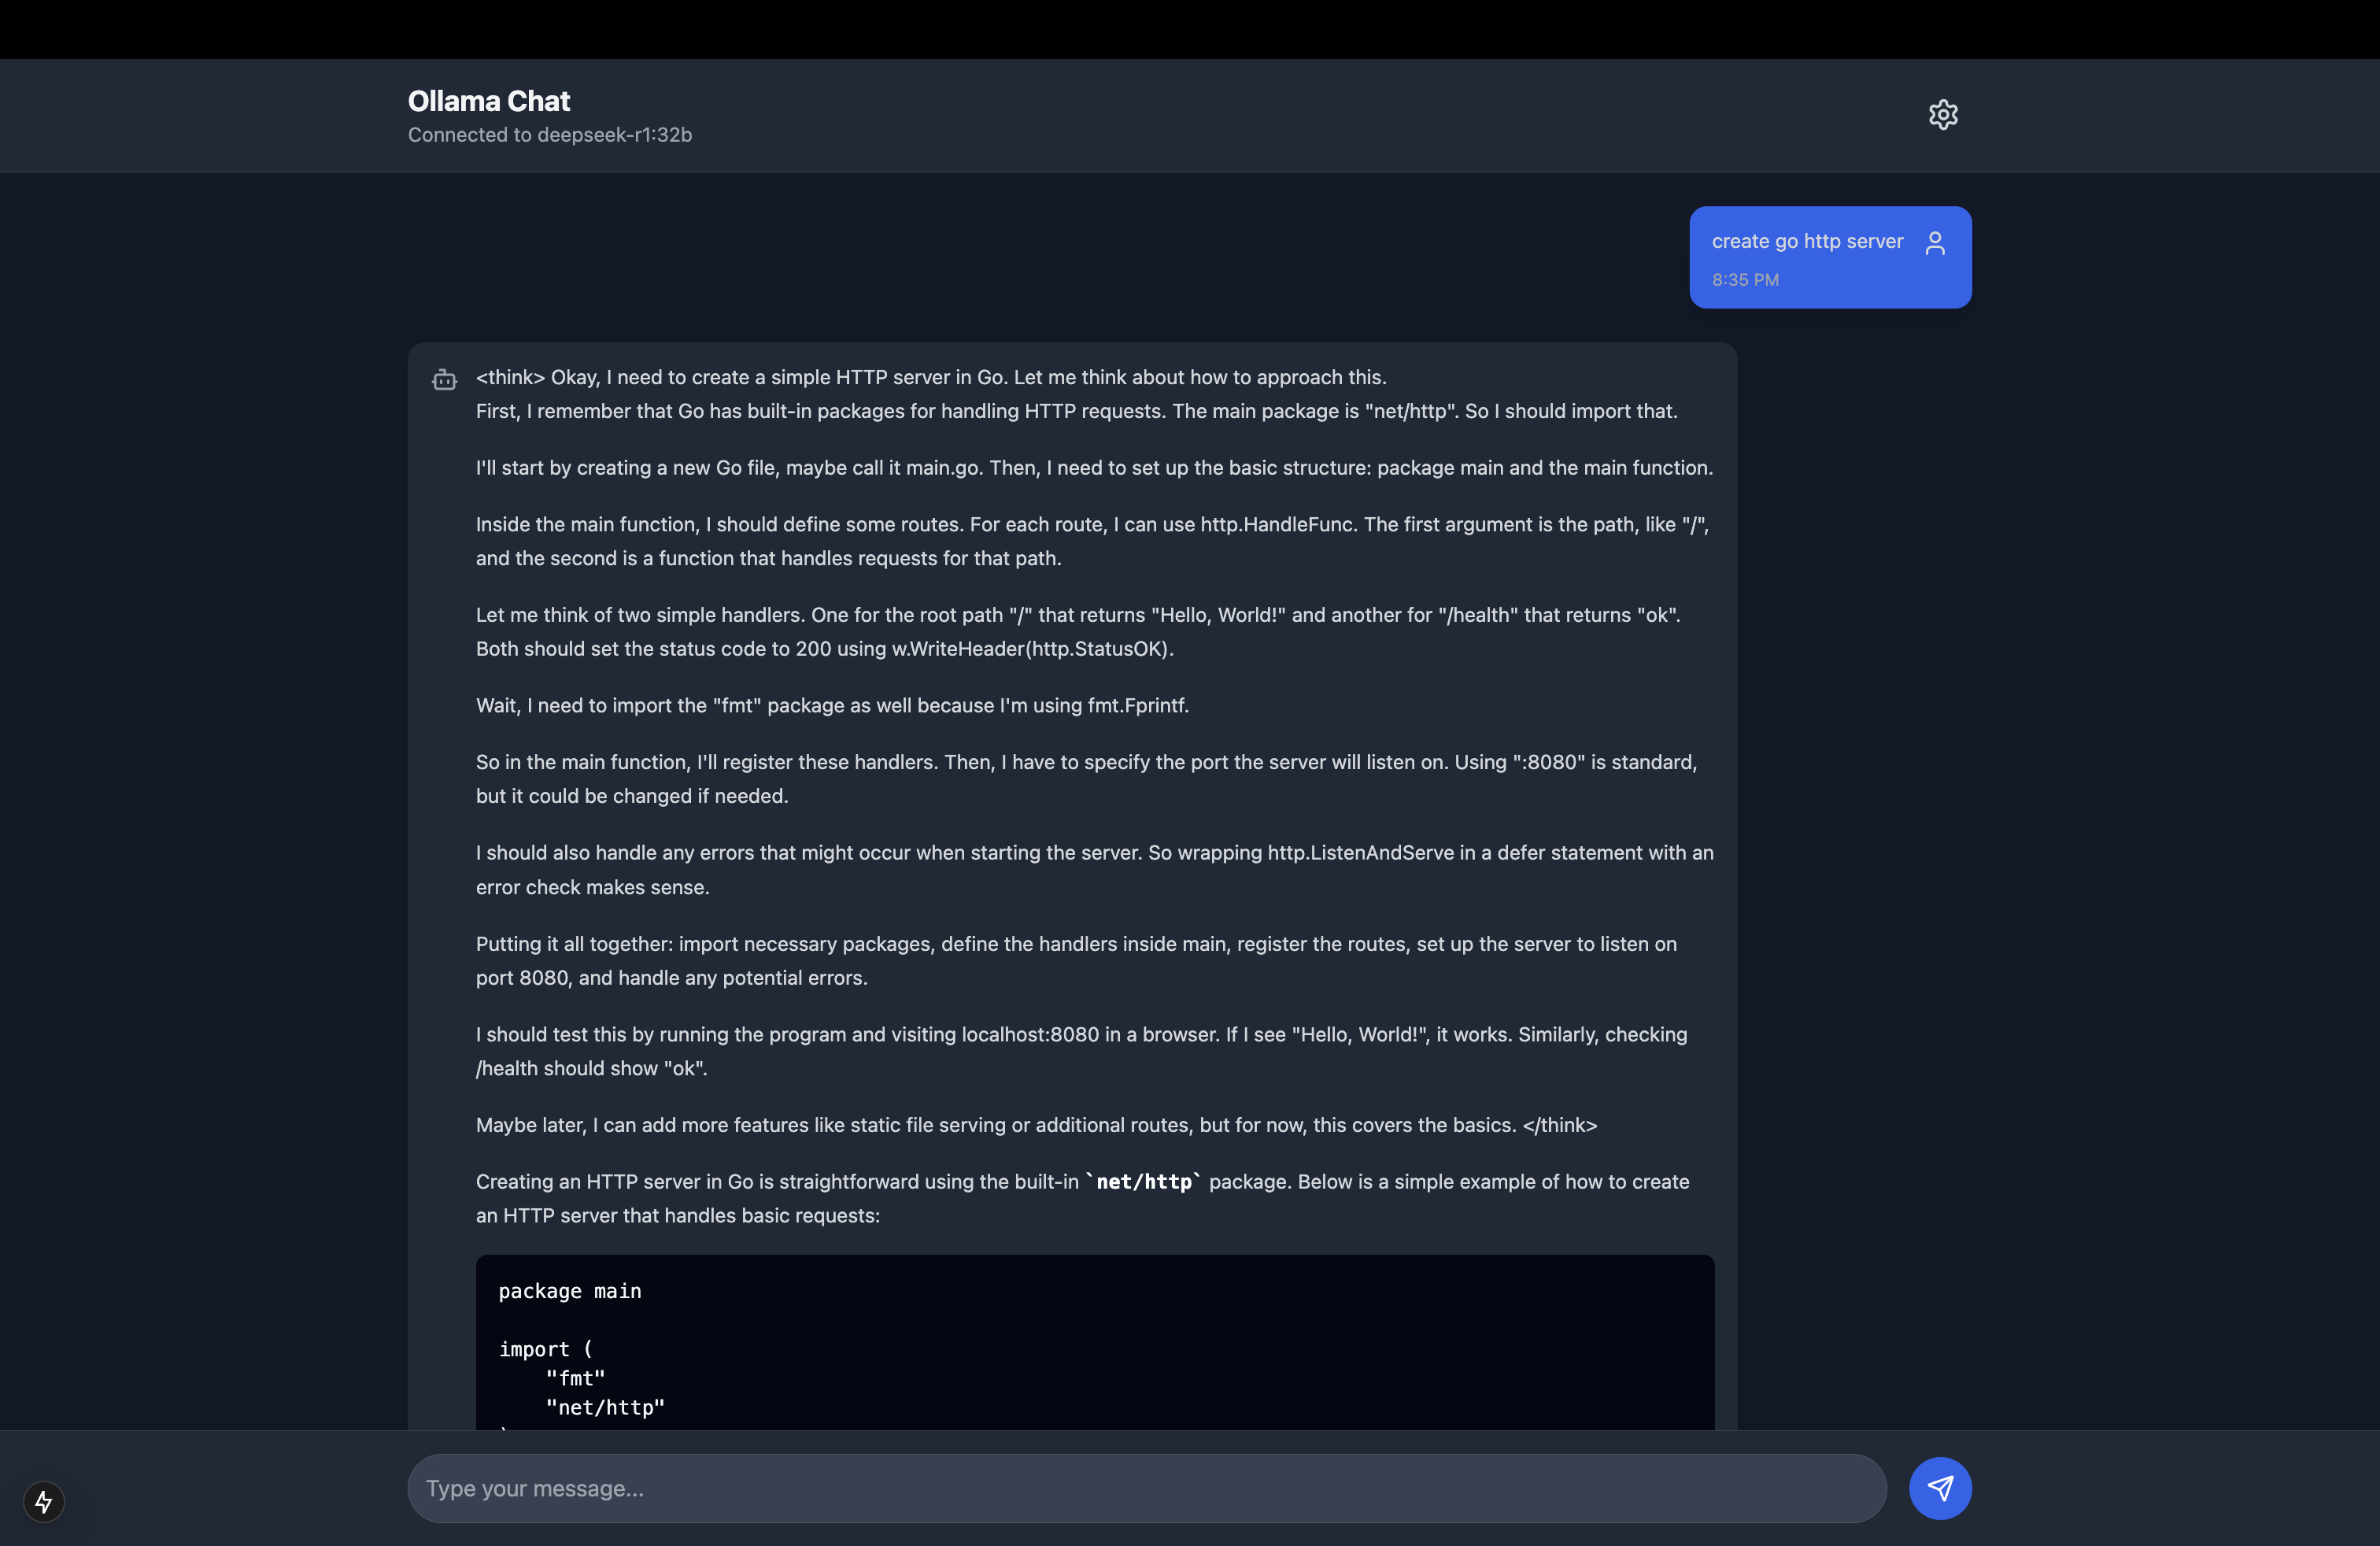 Ollama Chat
Connected to deepseek-r1:32b
create go http server
8:35 PM
<think> Okay, I need to create a simple HTTP server in Go. Let me think about how to approach this.
First, I remember that Go has built-in packages for handling HTTP requests. The main package is "net/http". So I should import that.
I'll start by creating a new Go file, maybe call it main.go. Then, I need to set up the basic structure: package main and the main function.
Inside the main function, I should define some routes. For each route, I can use http.HandleFunc. The first argument is the path, like "/",
and the second is a function that handles requests for that path.
Let me think of two simple handlers. One for the root path "/" that returns "Hello, World!" and another for "/health" that returns "ok".
Both should set the status code to 200 using w.WriteHeader(http.StatusOK).
Wait, I need to import the "fmt" package as well because I'm using fmt.Fprintf.
So in the main function, I'll register these handlers. Then, I have to specify the port the server will listen on. Using ":8080" is standard,
but it could be changed if needed.
I should also handle any errors that might occur when starting the server. So wrapping http.ListenAndServe in a defer statement with an
error check makes sense.
Putting it all together: import necessary packages, define the handlers inside main, register the routes, set up the server to listen on
port 8080, and handle any potential errors.
I should test this by running the program and visiting localhost:8080 in a browser. If I see "Hello, World!", it works. Similarly, checking
/health should show "ok".
Maybe later, I can add more features like static file serving or additional routes, but for now, this covers the basics. </think>
Creating an HTTP server in Go is straightforward using the built-in `net/http` package. Below is a simple example of how to create
an HTTP server that handles basic requests:
package main
import (
"fmt"
"net/http"
Type your message...